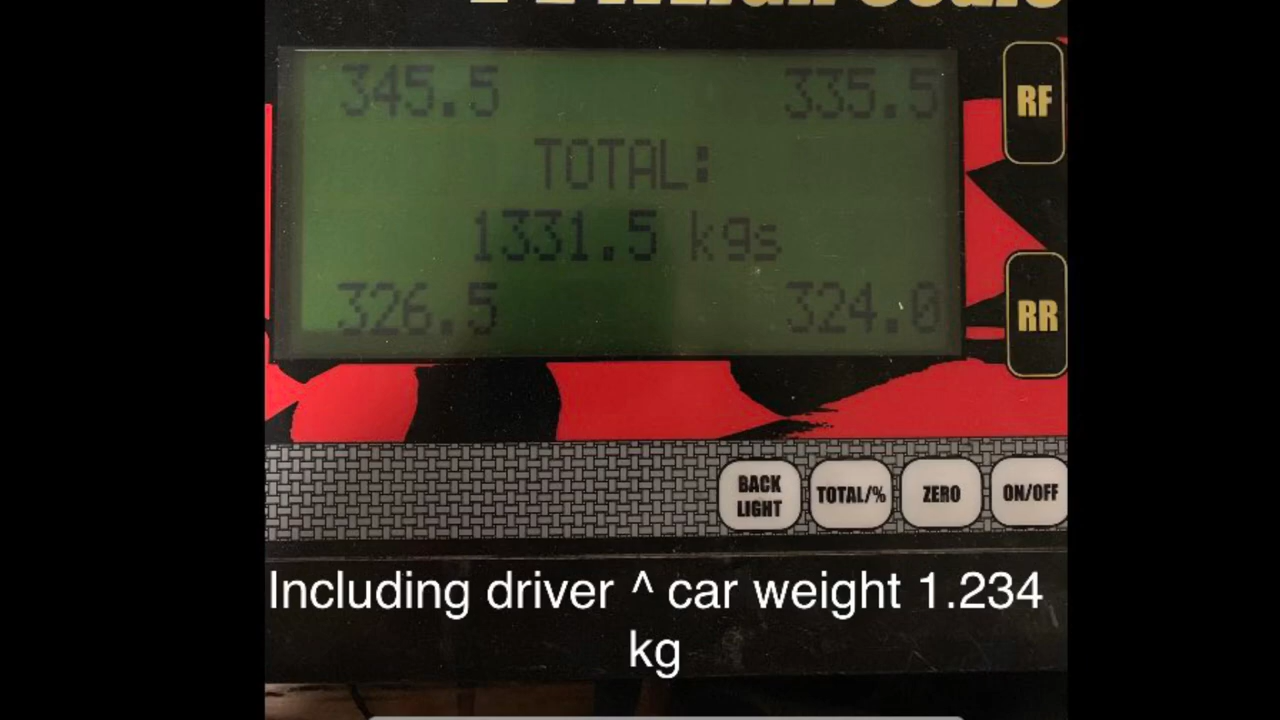 345.5 335.5
RF
TOTAL:
1331.5 kgs
326.5 324.0
RR
BACK LIGHT
TOTAL/%
ZERO
ON/OFF
Including driver ^ car weight 1.234
kg